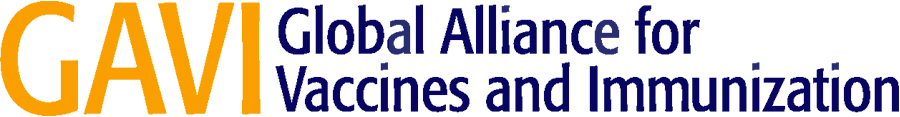 GAVI
Global Alliance for
Vaccines and Immunization